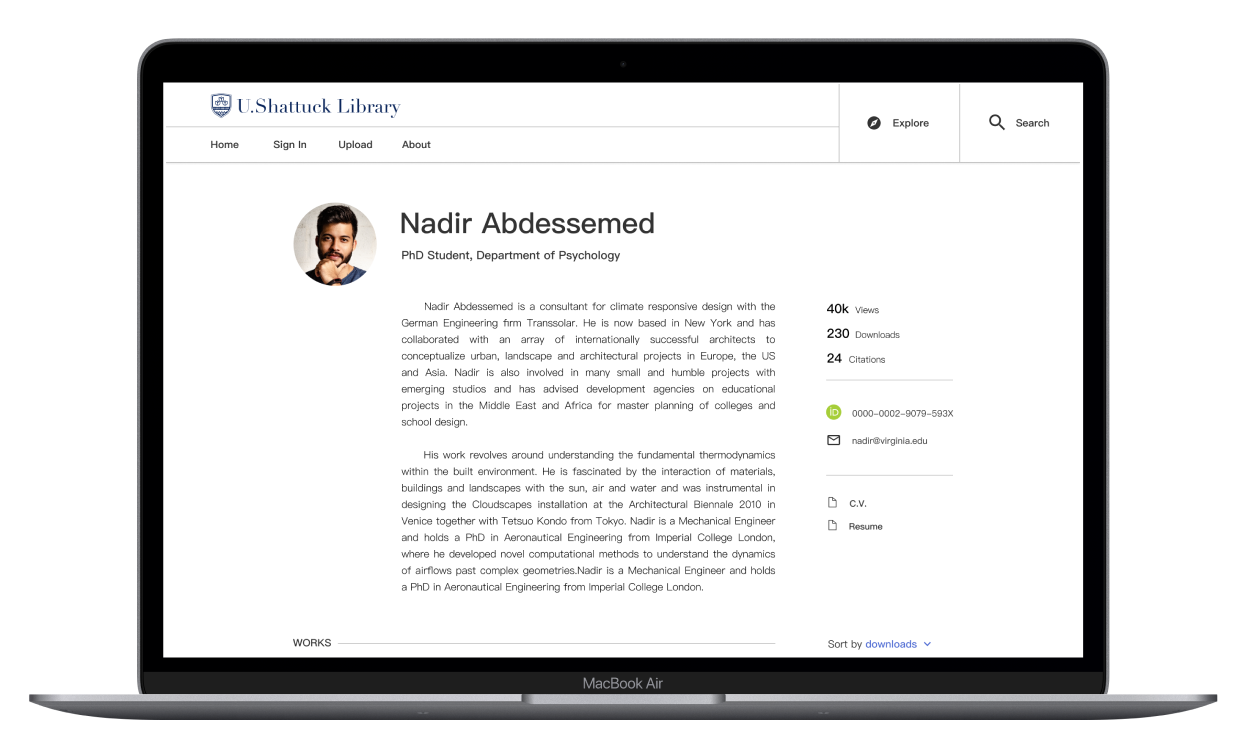 U.Shattuck Library
Explore
Search
Home
Sign In
Upload
About
Nadir Abdessemed
PhD Student, Department of Psychology
Nadir Abdessemed is a consultant for climate responsive design with the
German Engineering firm Transsolar. He is now based in New York and has
collaborated with an array of internationally successful architects to
conceptualize urban, landscape and architectural projects in Europe, the US
and Asia. Nadir is also involved in many small and humble projects with
emerging studios and has advised development agencies on educational
projects in the Middle East and Africa for master planning of colleges and
school design.
His work revolves around understanding the fundamental thermodynamics
within the built environment. He is fascinated by the interaction of materials,
buildings and landscapes with the sun, air and water and was instrumental in
designing the Cloudscapes installation at the Architectural Biennale 2010 in
Venice together with Tetsuo Kondo from Tokyo. Nadir is a Mechanical Engineer
and holds a PhD in Aeronautical Engineering from Imperial College London,
where he developed novel computational methods to understand the dynamics
of airflows past complex geometries.Nadir is a Mechanical Engineer and holds
a PhD in Aeronautical Engineering from Imperial College London.
40k Views
230 Downloads
24 Citations
iD 0000-0002-9079-593X
nadir@virginia.edu
C.V.
Resume
WORKS
Sort by downloads
MacBook Air